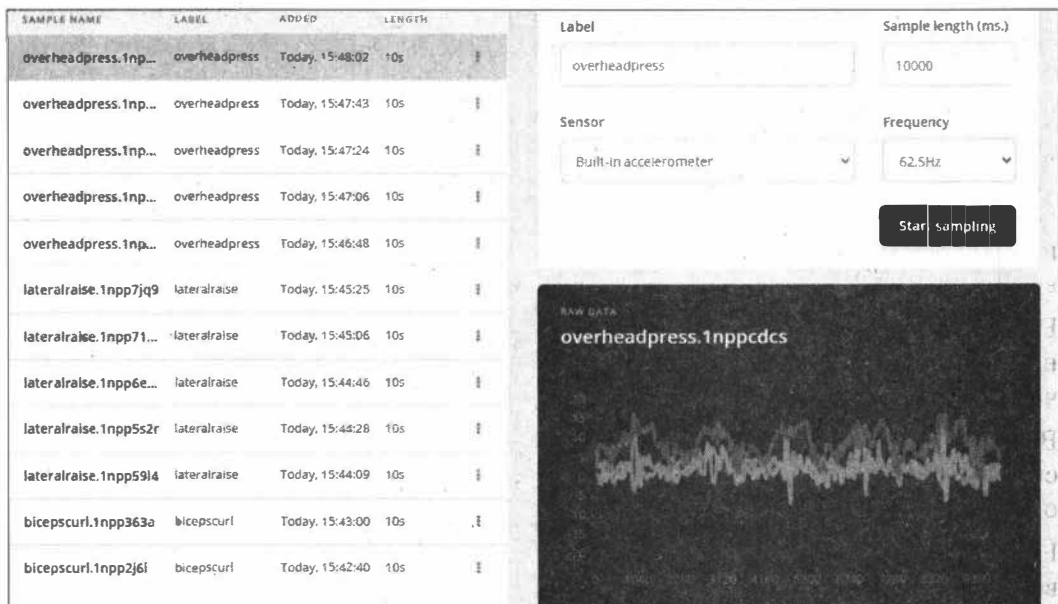 SAMPLE NAME LABEL ADDED LENGTH
overheadpress.1np... overheadpress Today, 15:48:02 10s
overheadpress.1np... overheadpress Today, 15:47:43 10s
overheadpress.1np... overheadpress Today, 15:47:24 10s
overheadpress.1np... overheadpress Today, 15:47:06 10s
overheadpress.1np... overheadpress Today, 15:46:48 10s
lateralraise.1npp7jq9 lateralraise Today, 15:45:25 10s
lateralraise.1npp71... lateralraise Today, 15:45:06 10s
lateralraise.1npp6e... lateralraise Today, 15:44:46 10s
lateralraise.1npp5s2r lateralraise Today, 15:44:28 10s
lateralraise.1npp59l4 lateralraise Today, 15:44:09 10s
bicepscurl.1npp363a bicepscurl Today, 15:43:00 10s
bicepscurl.1npp2j6i bicepscurl Today, 15:42:40 10s
Label Sample length (ms.)
overheadpress 10000
Sensor Frequency
Built-in accelerometer 62.5Hz
Start sampling
RAW DATA
overheadpress.1nppcdcs